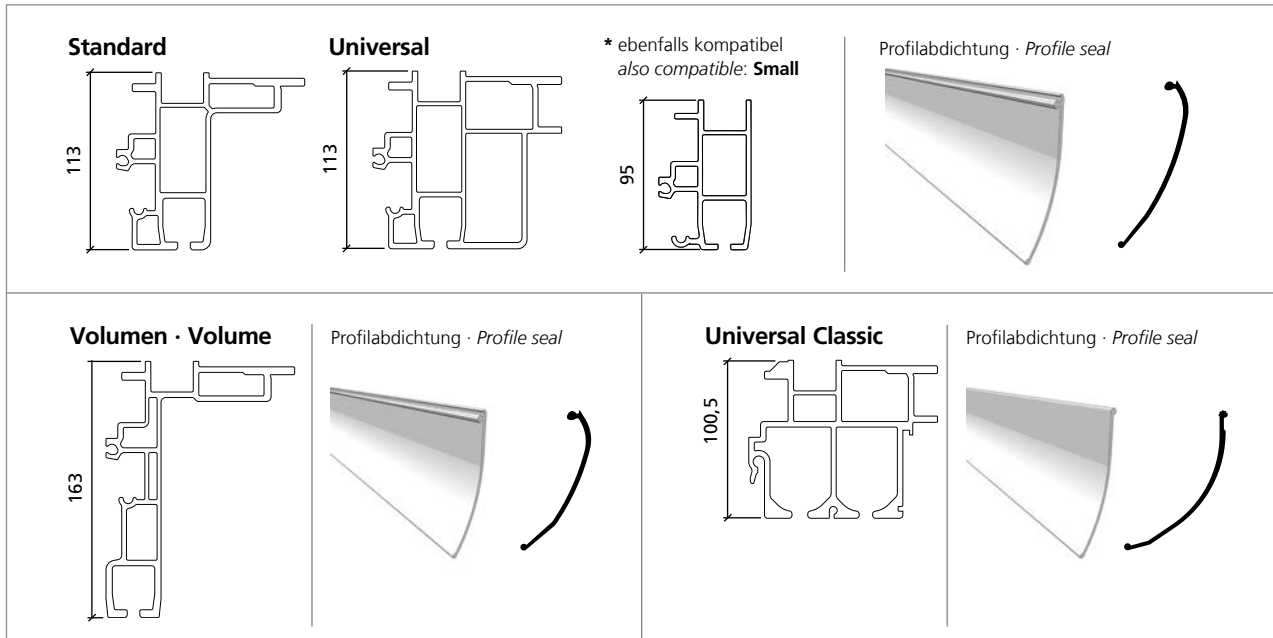 Standard
Universal
* ebenfalls kompatibel
also compatible: Small
Profilabdichtung · Profile seal
113
113
95
Volumen · Volume
Profilabdichtung · Profile seal
163
Universal Classic
Profilabdichtung · Profile seal
100,5